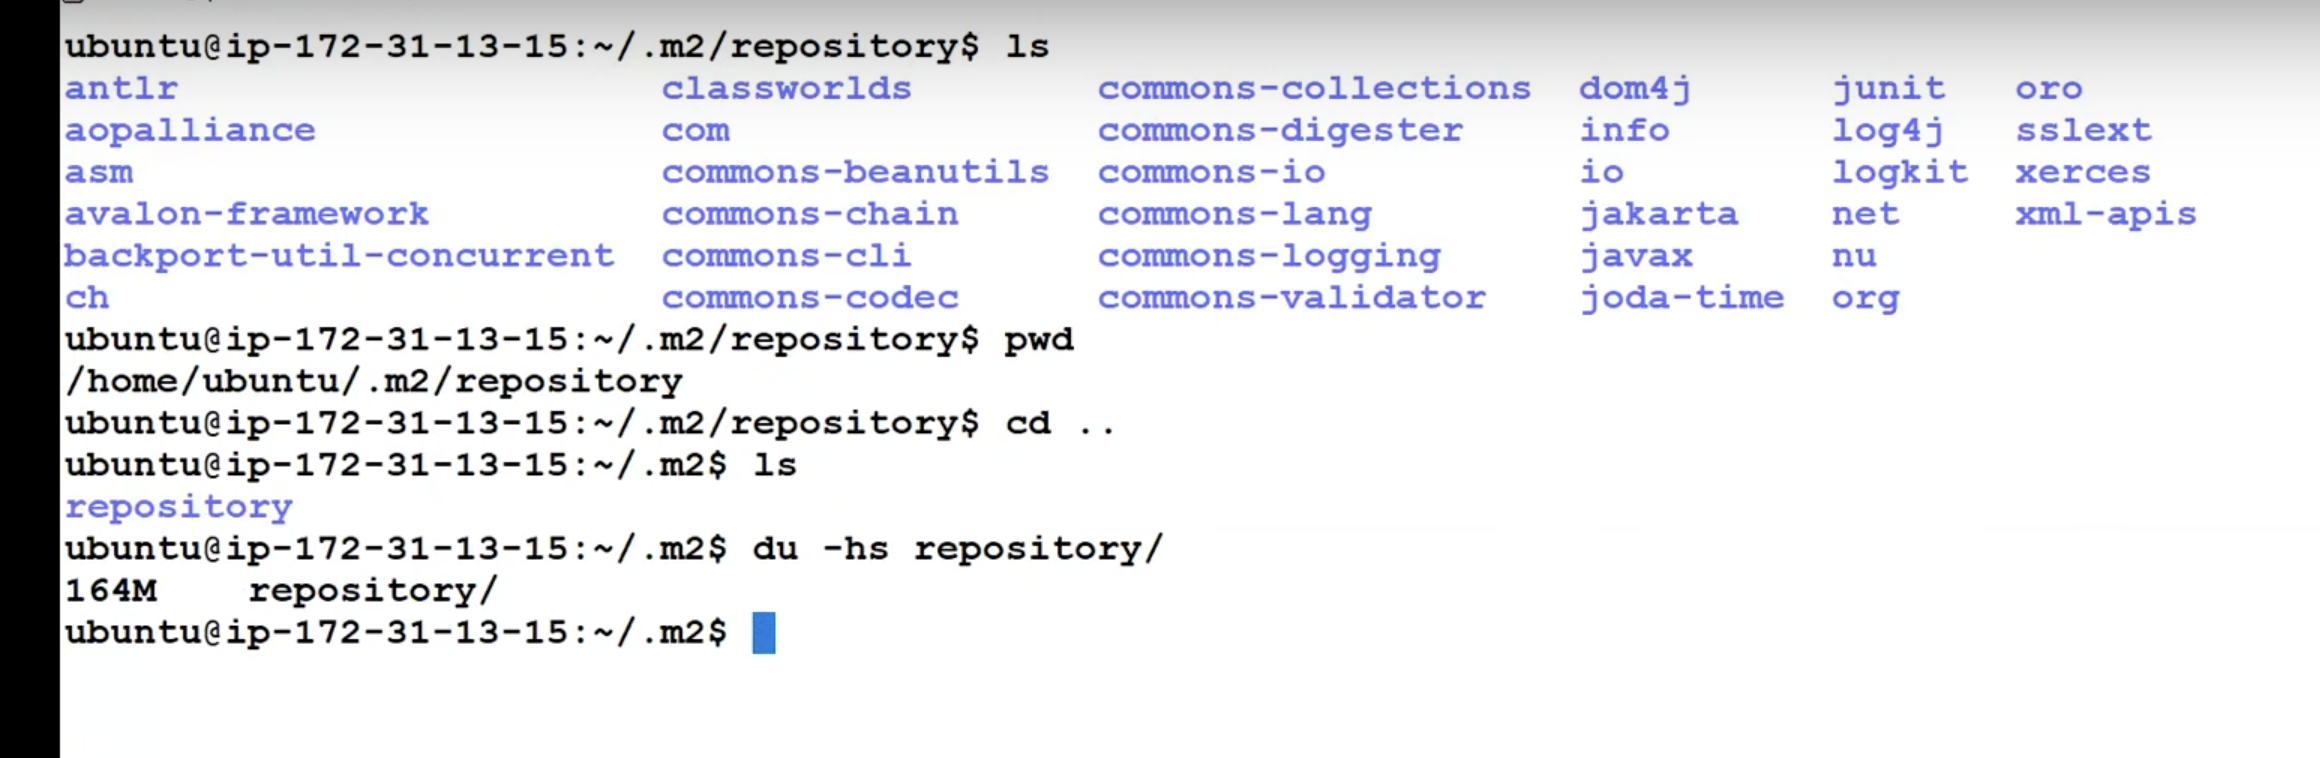 ubuntu@ip-172-31-13-15:~/.m2/repository$ ls
antlr classworlds commons-collections dom4j junit oro
aopalliance com commons-digester info log4j sslext
asm commons-beanutils commons-io io logkit xerces
avalon-framework commons-chain commons-lang jakarta net xml-apis
backport-util-concurrent commons-cli commons-logging javax nu
ch commons-codec commons-validator joda-time org
ubuntu@ip-172-31-13-15:~/.m2/repository$ pwd
/home/ubuntu/.m2/repository
ubuntu@ip-172-31-13-15:~/.m2/repository$ cd ..
ubuntu@ip-172-31-13-15:~/.m2$ ls
repository
ubuntu@ip-172-31-13-15:~/.m2$ du -hs repository/
164M repository/
ubuntu@ip-172-31-13-15:~/.m2$